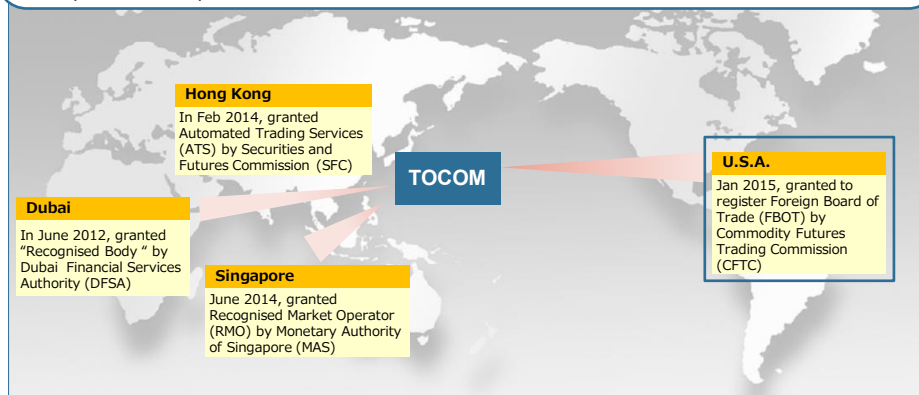 Hong Kong
In Feb 2014, granted
Automated Trading Services
(ATS) by Securities and
Futures Commission (SFC)
TOCOM
U.S.A.
Jan 2015, granted to
register Foreign Board of
Trade (FBOT) by
Commodity Futures
Trading Commission
(CFTC)
Dubai
In June 2012, granted
“Recognised Body “ by
Dubai Financial Services
Authority (DFSA)
Singapore
June 2014, granted
Recognised Market Operator
(RMO) by Monetary Authority
of Singapore (MAS)